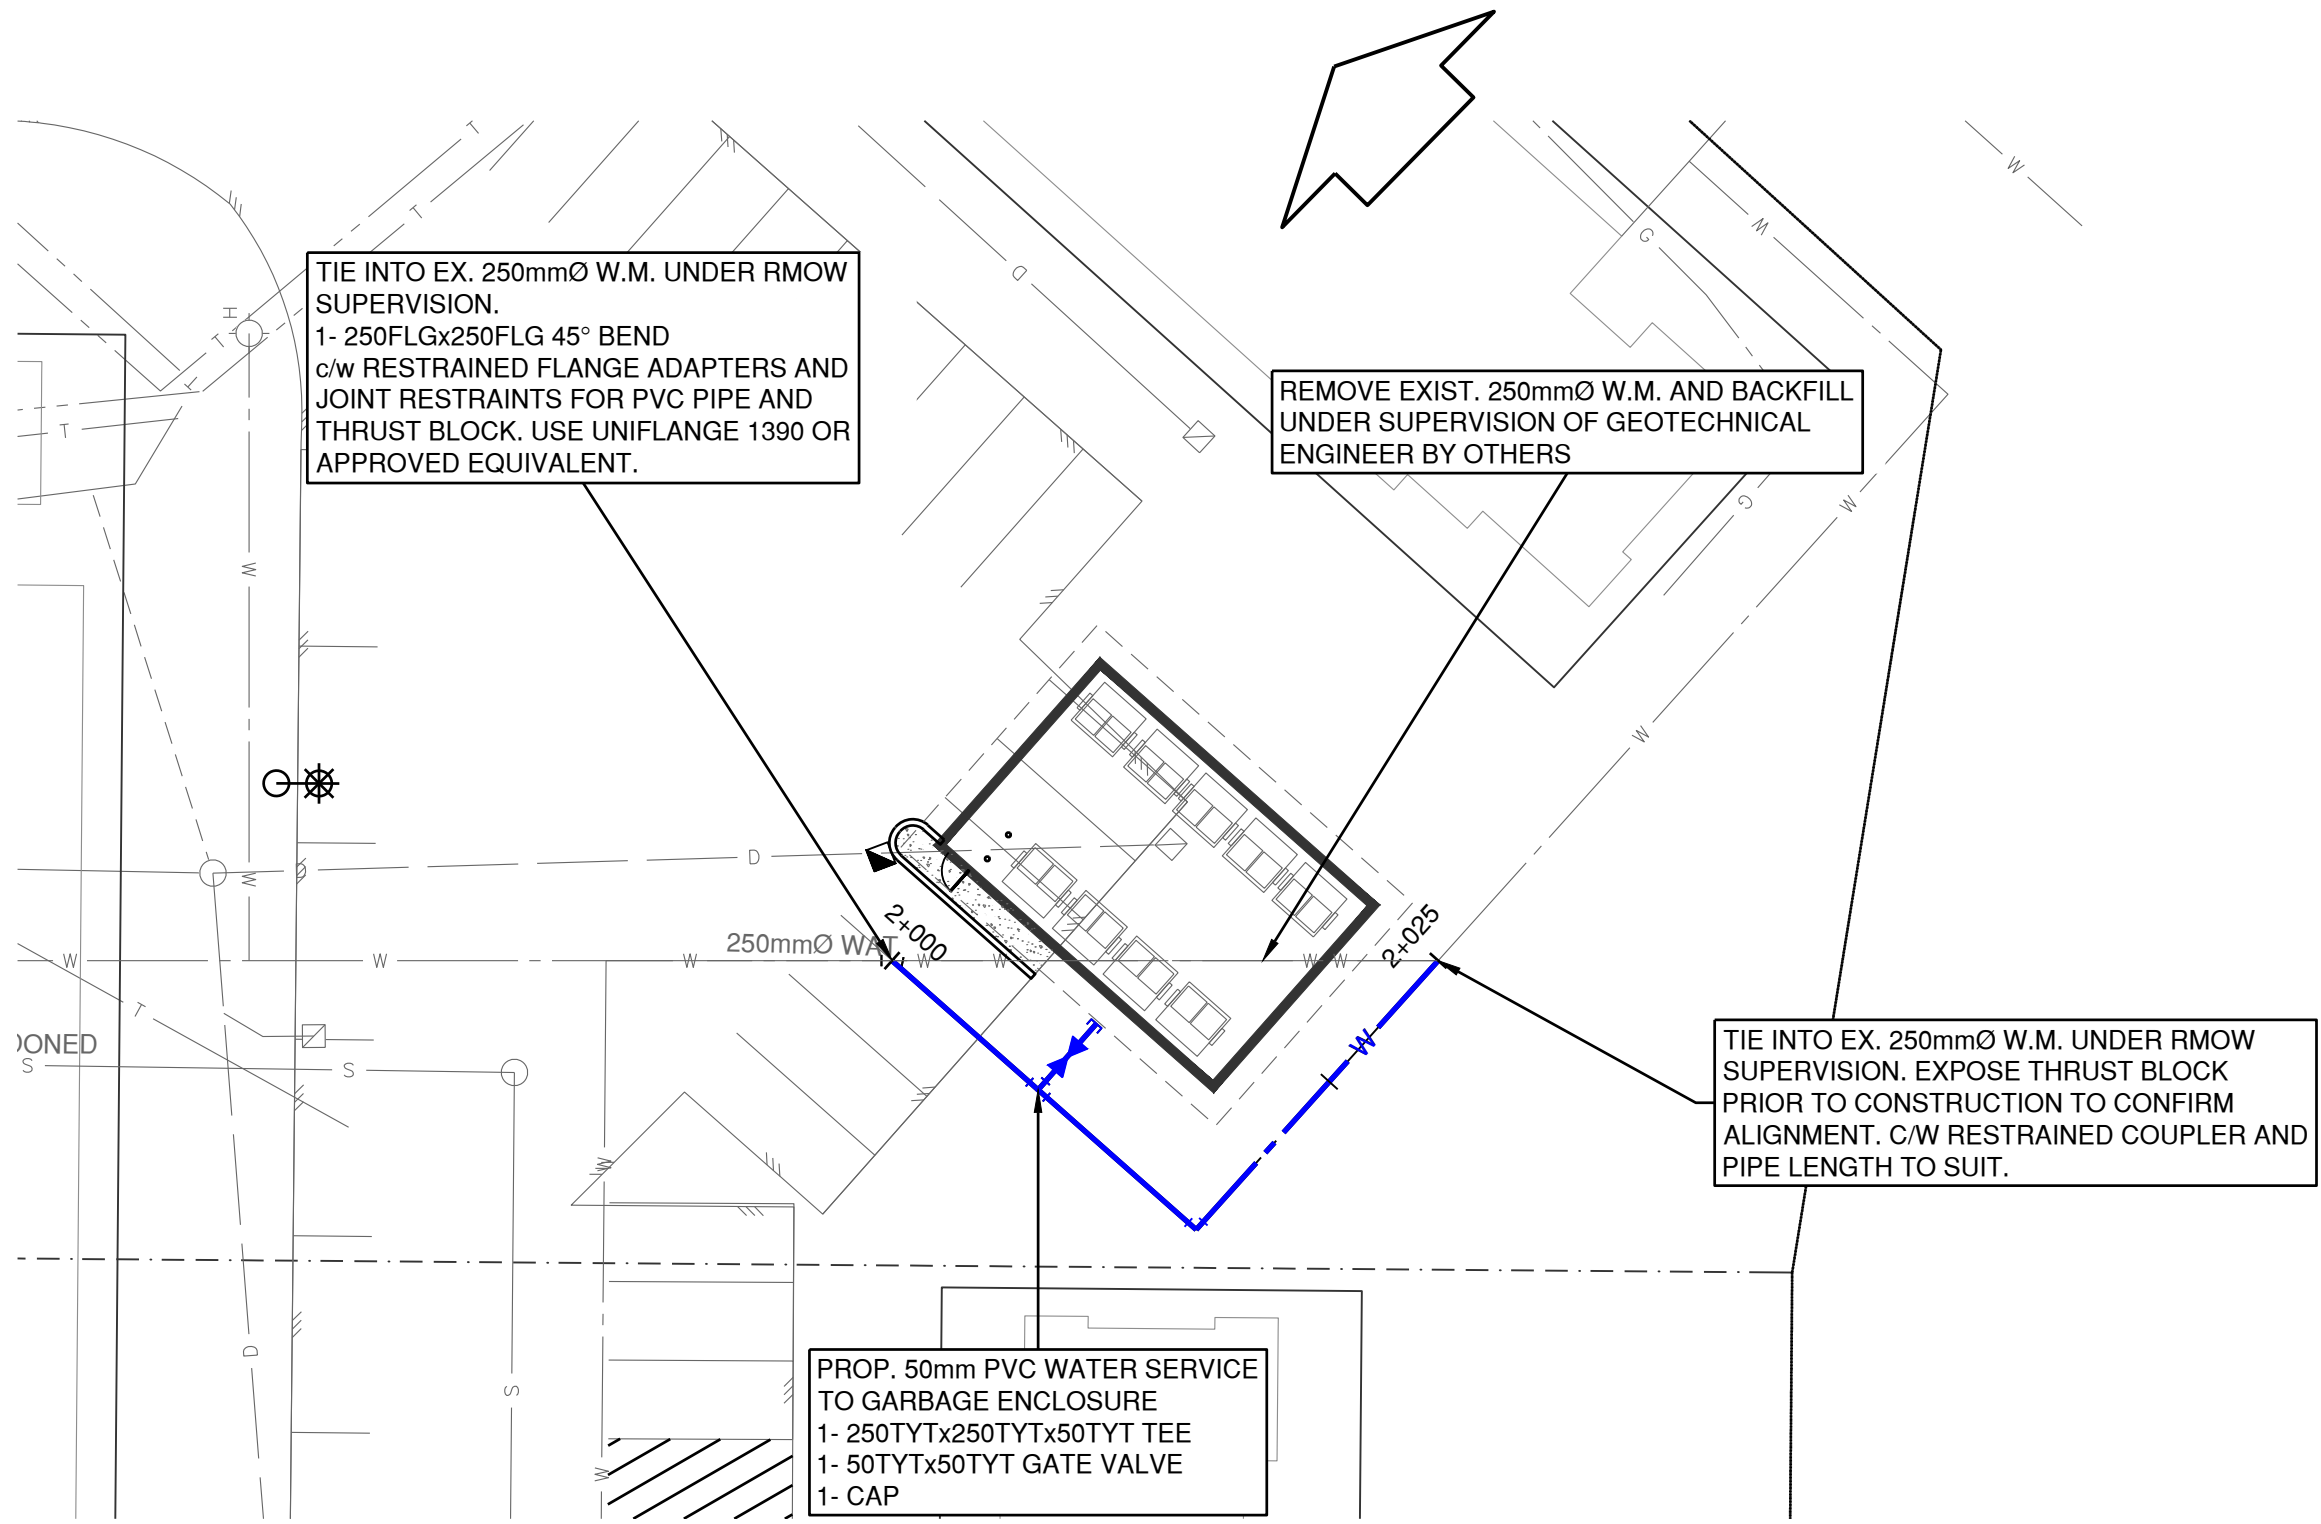 TIE INTO EX. 250mmØ W.M. UNDER RMOW
SUPERVISION.
1- 250FLGx250FLG 45° BEND
c/w RESTRAINED FLANGE ADAPTERS AND
JOINT RESTRAINTS FOR PVC PIPE AND
THRUST BLOCK. USE UNIFLANGE 1390 OR
APPROVED EQUIVALENT.
REMOVE EXIST. 250mmØ W.M. AND BACKFILL
UNDER SUPERVISION OF GEOTECHNICAL
ENGINEER BY OTHERS
T
T
T
T
T
T
H
W
W
W
W
D
G
G
W
W
D
D
2+000
2+025
250mmØ WAT
W
W
W
W
W
W
W
W
E
W
DONED
S
S
T
TIE INTO EX. 250mmØ W.M. UNDER RMOW
SUPERVISION. EXPOSE THRUST BLOCK
PRIOR TO CONSTRUCTION TO CONFIRM
ALIGNMENT. C/W RESTRAINED COUPLER AND
PIPE LENGTH TO SUIT.
W
D
S
W
PROP. 50mm PVC WATER SERVICE
TO GARBAGE ENCLOSURE
1- 250TYTx250TYTx50TYT TEE
1- 50TYTx50TYT GATE VALVE
1- CAP